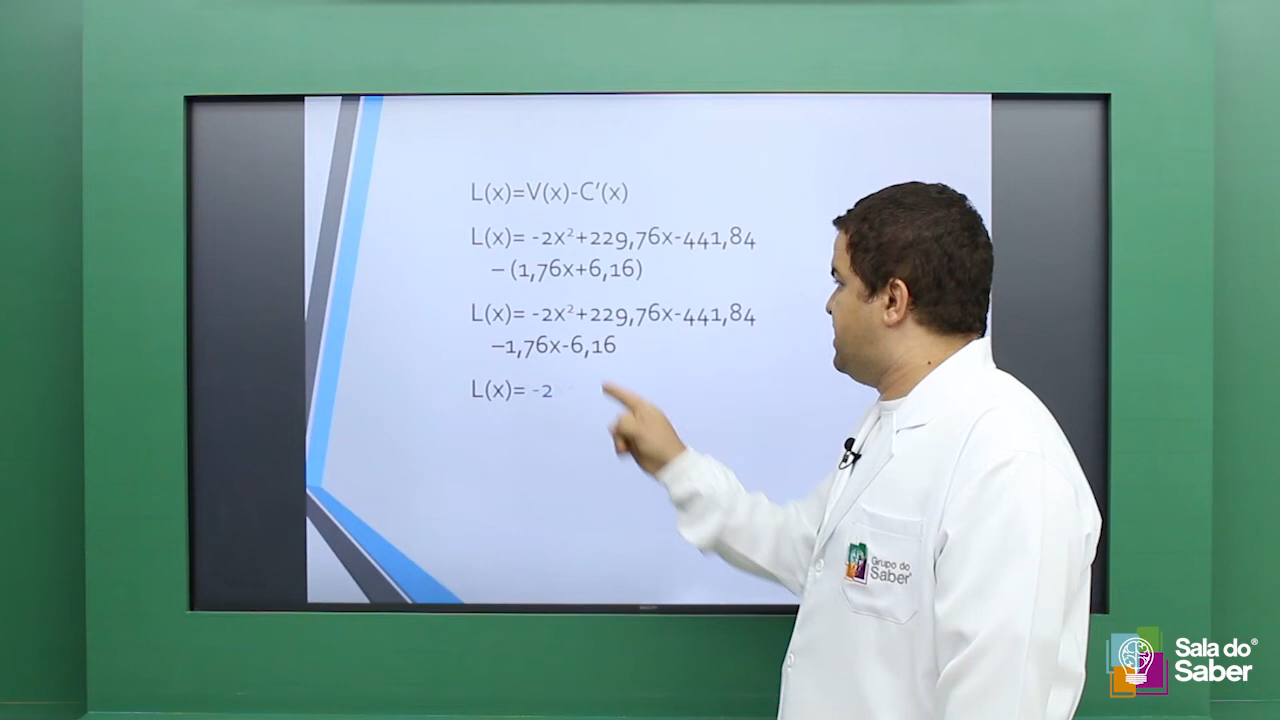 L(x)=V(x)-C’(x)
L(x)= -2x²+229,76x-441,84
– (1,76x+6,16)
L(x)= -2x²+229,76x-441,84
–1,76x-6,16
L(x)= -2
Grupo do
Saber®
Sala do®
Saber